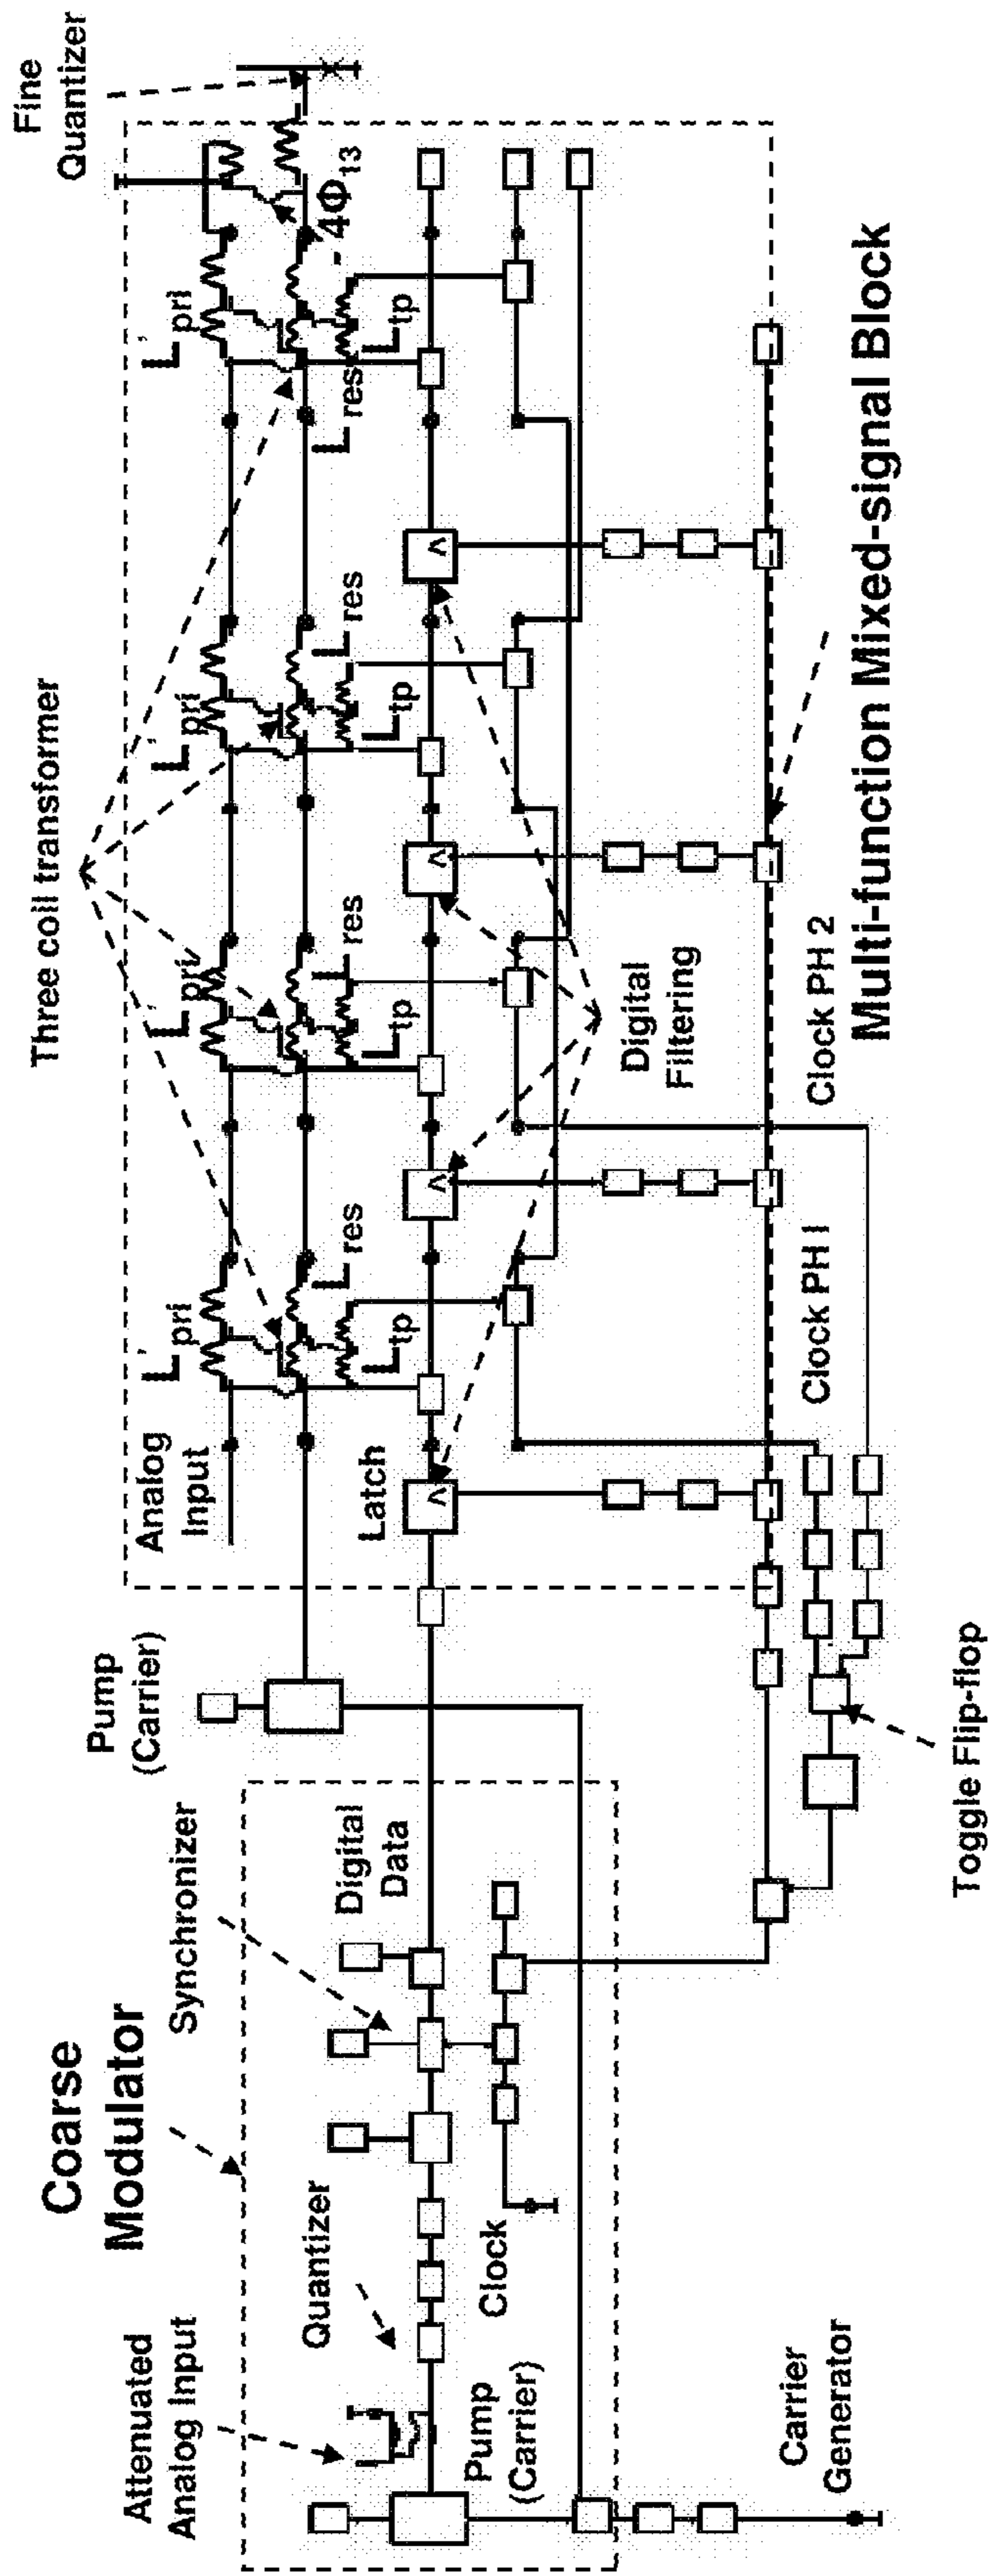 Coarse
Modulator
Attenuated
Analog Input
Synchronizer
Quantizer
Digital
Data
Clock
Pump
(Carrier)
Carrier
Generator
Pump
(Carrier)
Toggle Flip-flop
Three coil transformer
Fine
Quantizer
Analog
Input
L'pri
L'pri
L'pri
L'pri
Lres
Lres
Lres
Lres
Ltp
Ltp
Ltp
Ltp
- 4Φ13
Latch
Digital
Filtering
Clock PH I
Clock PH 2
Multi-function Mixed-signal Block